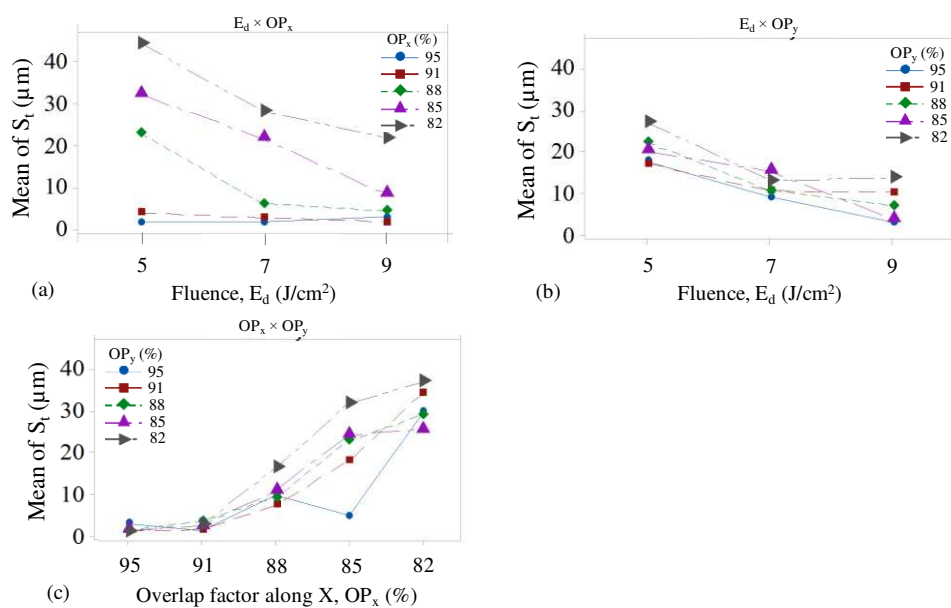 E_d × OP_x
Mean of S_t (µm)
40
30
20
10
0
OP_x (%)
95
91
88
85
82
5 7 9
(a)
Fluence, E_d (J/cm²)
E_d × OP_y
Mean of S_t (µm)
40
30
20
10
0
OP_y (%)
95
91
88
85
82
5 7 9
(b)
Fluence, E_d (J/cm²)
OP_x × OP_y
Mean of S_t (µm)
40
30
20
10
0
OP_y (%)
95
91
88
85
82
95 91 88 85 82
(c)
Overlap factor along X, OP_x (%)